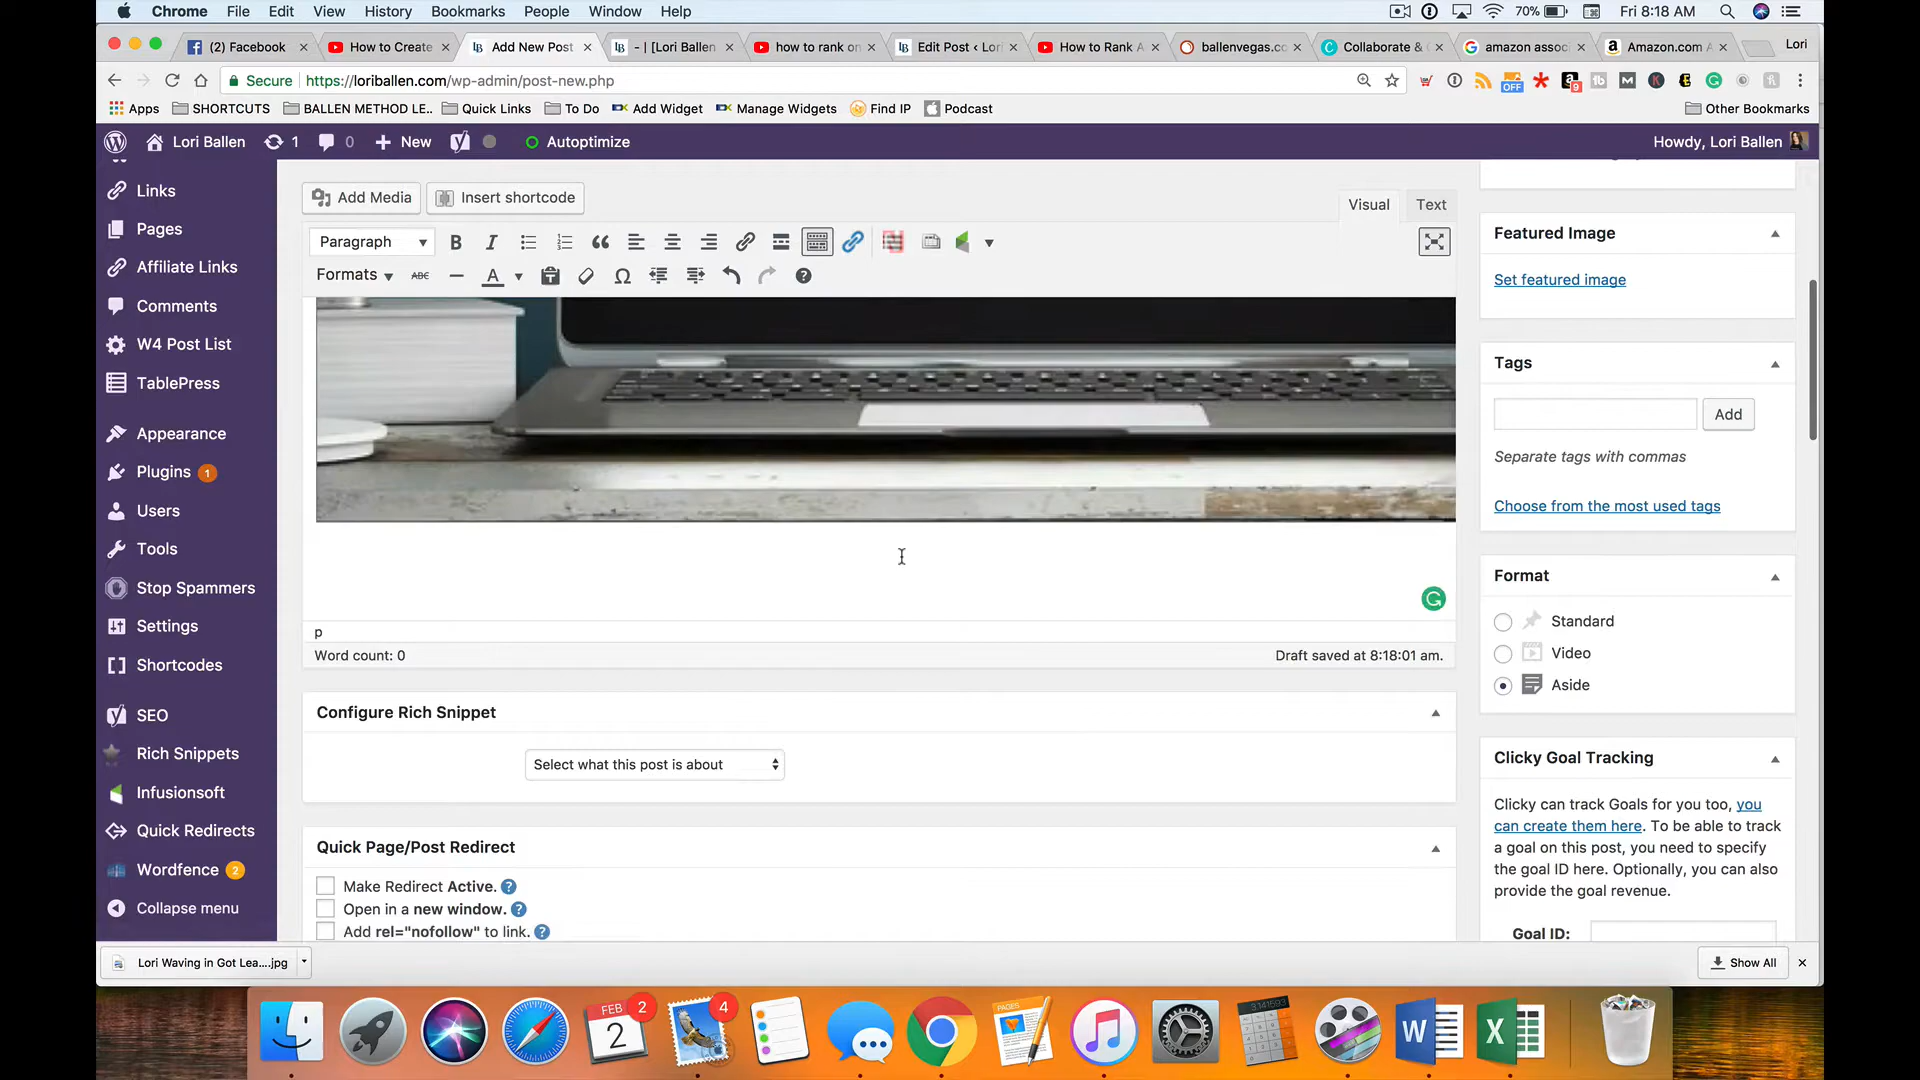 Chrome File Edit View History Bookmarks People Window Help 70% Fri 8:18 AM
(2) Facebook × How to Create × Add New Post × - | [Lori Ballen × how to rank on × Edit Post ‹ Lori × How to Rank A × ballenvegas.co × Collaborate & × amazon assoc × Amazon.com A × Lori
Secure https://loriballen.com/wp-admin/post-new.php OFF 9
Apps SHORTCUTS BALLEN METHOD LE.. Quick Links To Do Add Widget Manage Widgets Find IP Podcast Other Bookmarks
Lori Ballen 1 0 + New Autoptimize Howdy, Lori Ballen
Links
Pages
Affiliate Links
Comments
W4 Post List
TablePress
Appearance
Plugins 1
Users
Tools
Stop Spammers
Settings
Shortcodes
SEO
Rich Snippets
Infusionsoft
Quick Redirects
Wordfence 2
Collapse menu
Add Media Insert shortcode
Visual Text
Paragraph B I
Formats ABC A Ω
p
Word count: 0 Draft saved at 8:18:01 am.
Configure Rich Snippet
Select what this post is about
Quick Page/Post Redirect
Make Redirect Active. ?
Open in a new window. ?
Add rel="nofollow" to link. ?
Featured Image
Set featured image
Tags
Add
Separate tags with commas
Choose from the most used tags
Format
Standard
Video
Aside
Clicky Goal Tracking
Clicky can track Goals for you too, you
can create them here. To be able to track
a goal on this post, you need to specify
the goal ID here. Optionally, you can also
provide the goal revenue.
Goal ID:
Lori Waving in Got Lea....jpg Show All ×
FEB
2
2
4
PAGES
3.141593
W
X